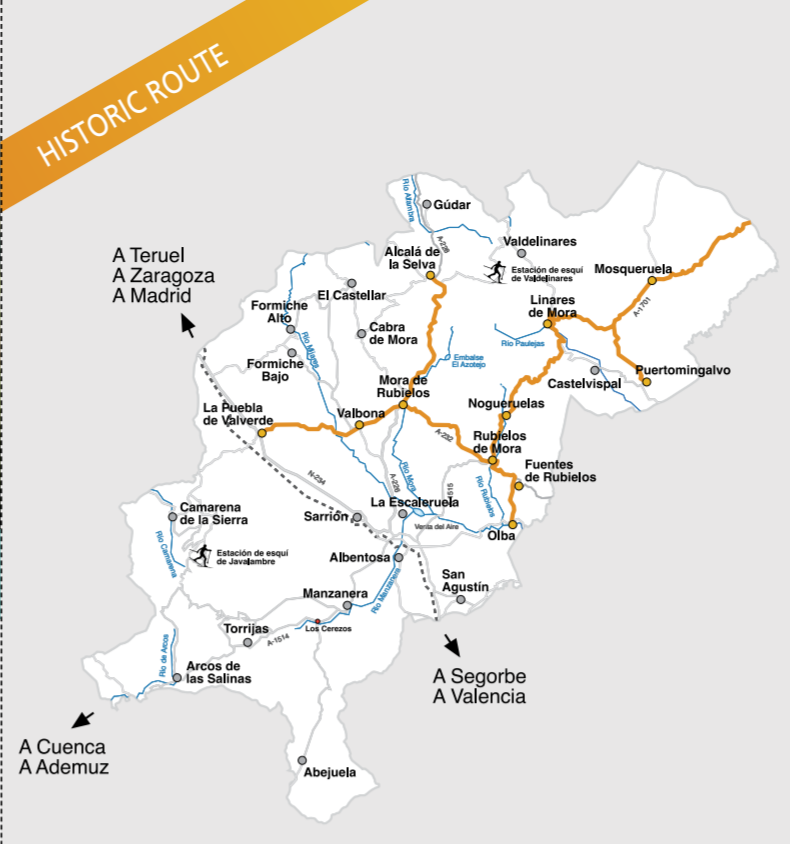 HISTORIC ROUTE
Río Alfambra
Gúdar
A-228
Valdelinares
Alcalá de
la Selva
Estación de esquí
de Valdelinares
Mosqueruela
A Teruel
A Zaragoza
A Madrid
El Castellar
Formiche
Alto
Linares
de Mora
A-1701
Cabra
de Mora
Río Mijares
Río Paulejas
Formiche
Bajo
Embalse
El Azotejo
Puertomingalvo
Castelvispal
Mora de
Rubielos
La Puebla
de Valverde
Valbona
Nogueruelas
A-232
Rubielos
de Mora
Fuentes
de Rubielos
N-234
A-226
Río Mora
1515
Río Rubielos
La Escaleruela
Camarena
de la Sierra
Sarrión
Venta del Aire
Olba
Río Camarena
Estación de esquí
de Javalambre
Albentosa
San
Agustín
Manzanera
Río Manzanera
Los Cerezos
Torrijas
A-1514
Río de Arcos
Arcos de
las Salinas
A Segorbe
A Valencia
A Cuenca
A Ademuz
Abejuela